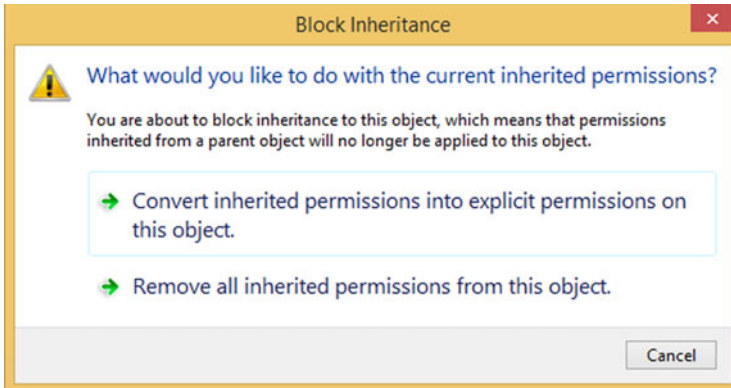 Block Inheritance
What would you like to do with the current inherited permissions?
You are about to block inheritance to this object, which means that permissions
inherited from a parent object will no longer be applied to this object.
Convert inherited permissions into explicit permissions on
this object.
Remove all inherited permissions from this object.
Cancel